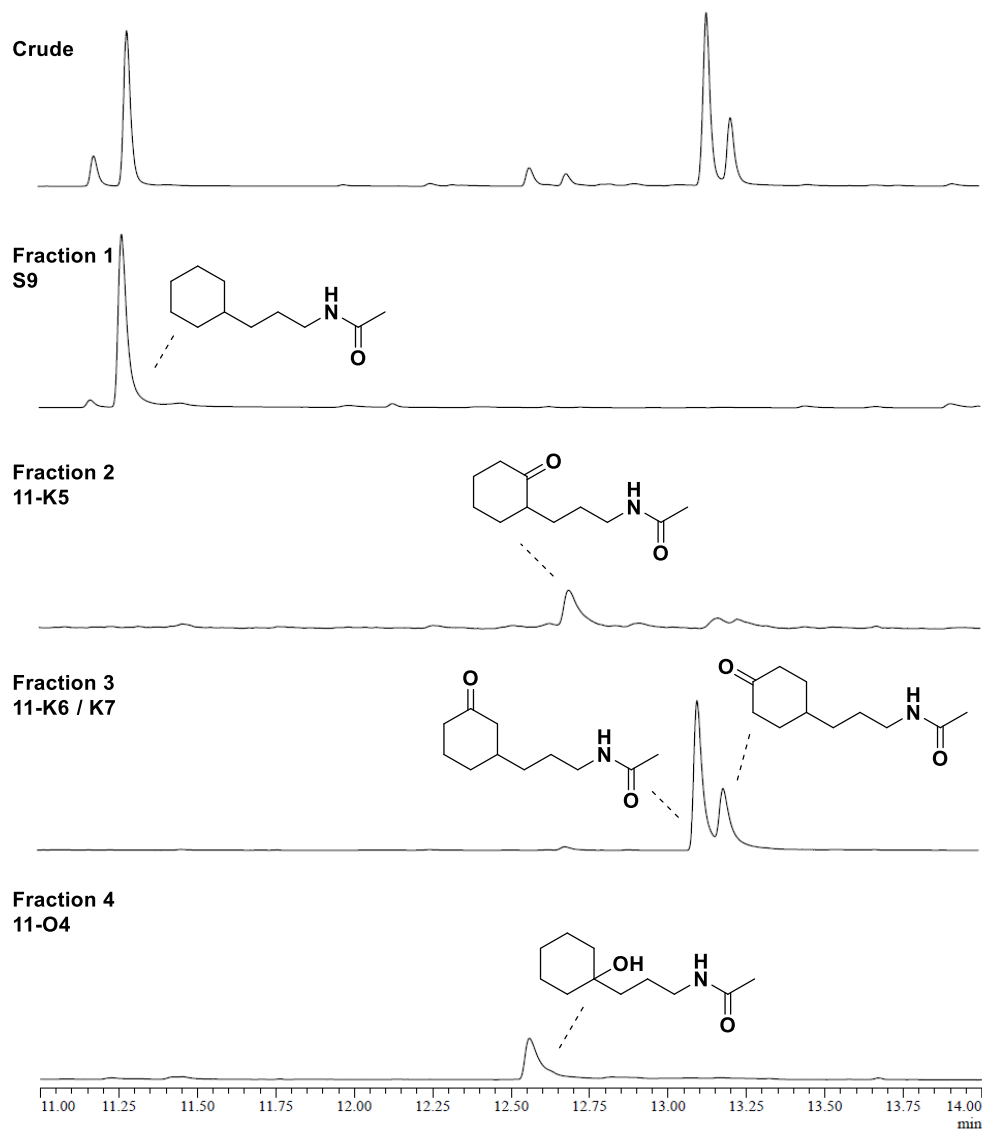 Crude
Fraction 1
S9
H
N
O
Fraction 2
11-K5
O
H
N
O
Fraction 3
11-K6 / K7
O
H
N
O
O
H
N
O
Fraction 4
11-O4
OH
H
N
O
11.00 11.25 11.50 11.75 12.00 12.25 12.50 12.75 13.00 13.25 13.50 13.75 14.00
min